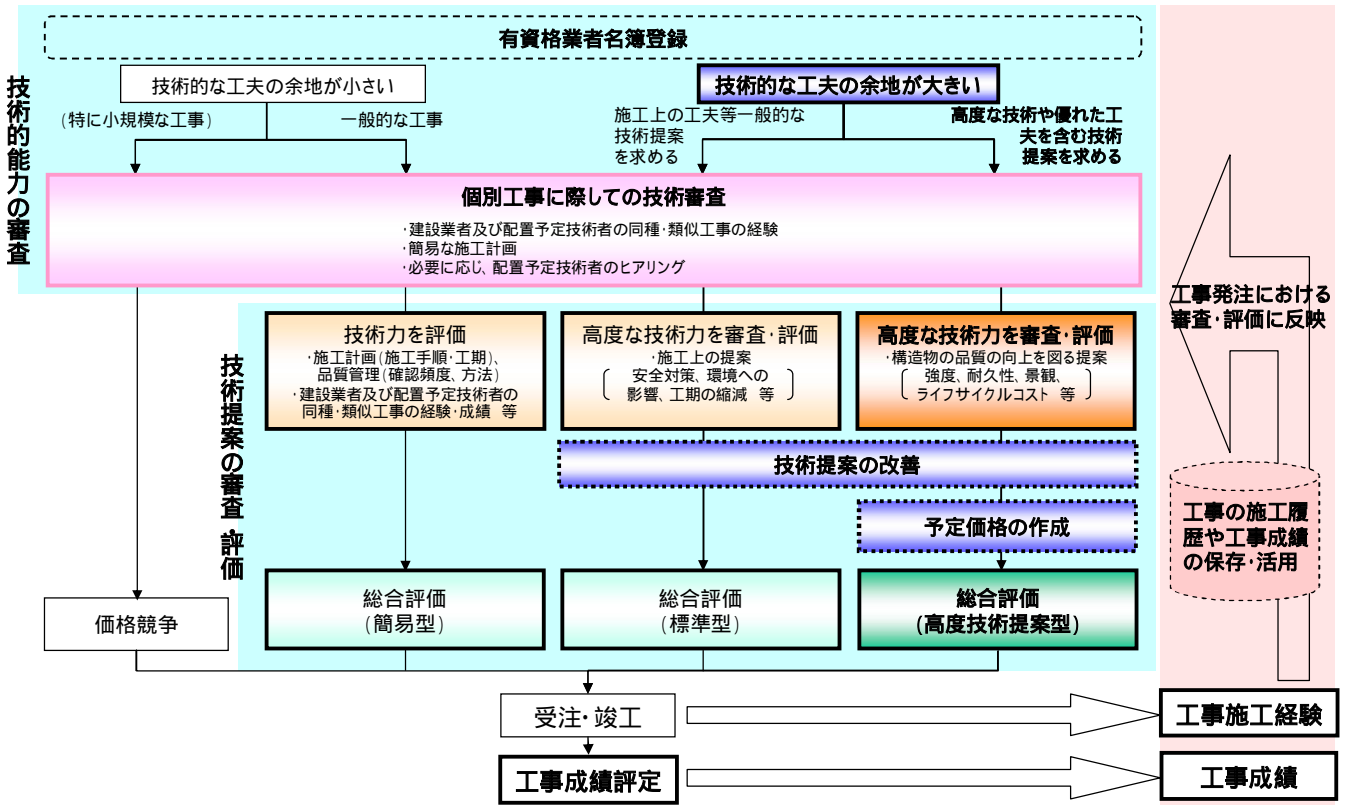 有資格業者名簿登録
技術的能力の審査
技術的な工夫の余地が小さい
技術的な工夫の余地が大きい
(特に小規模な工事)
一般的な工事
施工上の工夫等一般的な
技術提案
を求める
高度な技術や優れた工
夫を含む技術
提案を求める
個別工事に際しての技術審査
・建設業者及び配置予定技術者の同種・類似工事の経験
・簡易な施工計画
・必要に応じ、配置予定技術者のヒアリング
技術提案の審査・評価
技術力を評価
・施工計画(施工手順・工期)、
品質管理(確認頻度、方法)
・建設業者及び配置予定技術者の
同種・類似工事の経験・成績 等
高度な技術力を審査・評価
・施工上の提案
安全対策、環境への
影響、工期の縮減 等
高度な技術力を審査・評価
・構造物の品質の向上を図る提案
強度、耐久性、景観、
ライフサイクルコスト 等
技術提案の改善
予定価格の作成
価格競争
総合評価
(簡易型)
総合評価
(標準型)
総合評価
(高度技術提案型)
受注・竣工
工事成績評定
工事発注における
審査・評価に反映
工事の施工履
歴や工事成績
の保存・活用
工事施工経験
工事成績